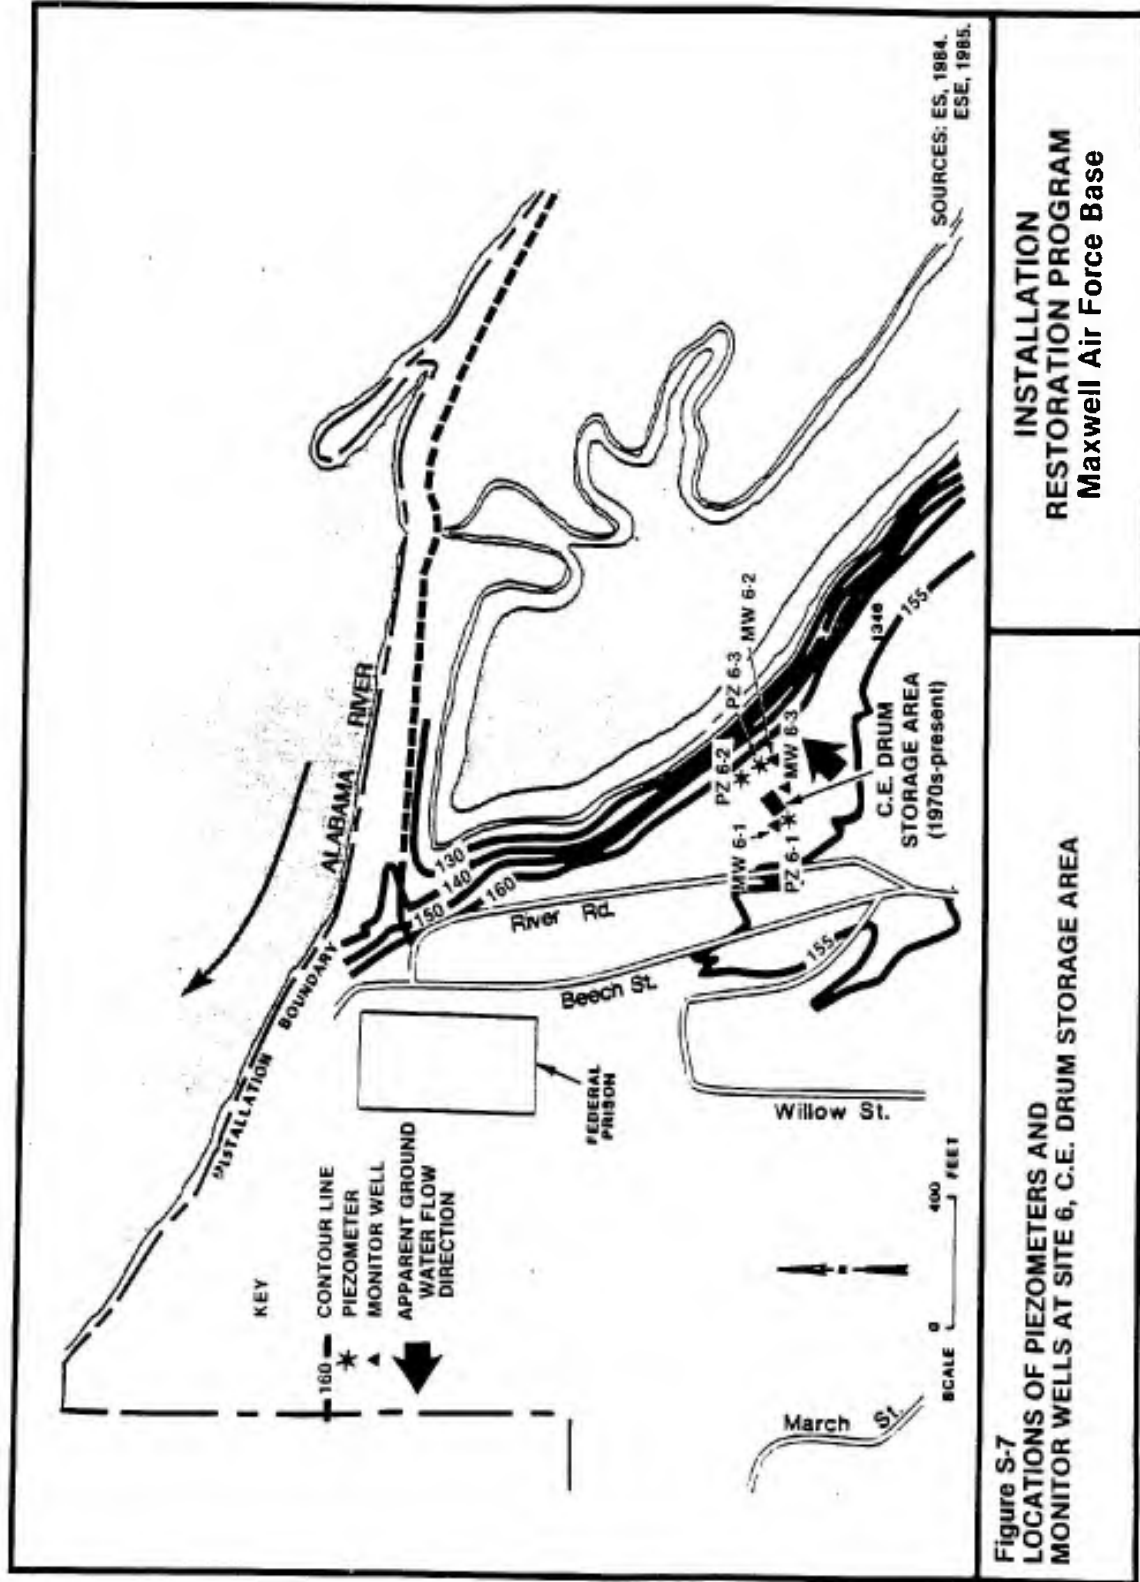 ALABAMA RIVER
INSTALLATION BOUNDARY
130
140
150
160
River Rd.
Beech St.
FEDERAL
PRISON
KEY
160 CONTOUR LINE
PIEZOMETER
MONITOR WELL
APPARENT GROUND
WATER FLOW
DIRECTION
PZ 6-2
PZ 6-3
MW 6-2
MW 6-1
MW 6-3
PZ 6-1
C.E. DRUM
STORAGE AREA
(1970s-present)
1346
155
155
Willow St.
March St.
SCALE 0 400 FEET
SOURCES: ES, 1984.
ESE, 1985.
Figure S-7
LOCATIONS OF PIEZOMETERS AND
MONITOR WELLS AT SITE 6, C.E. DRUM STORAGE AREA
INSTALLATION
RESTORATION PROGRAM
Maxwell Air Force Base